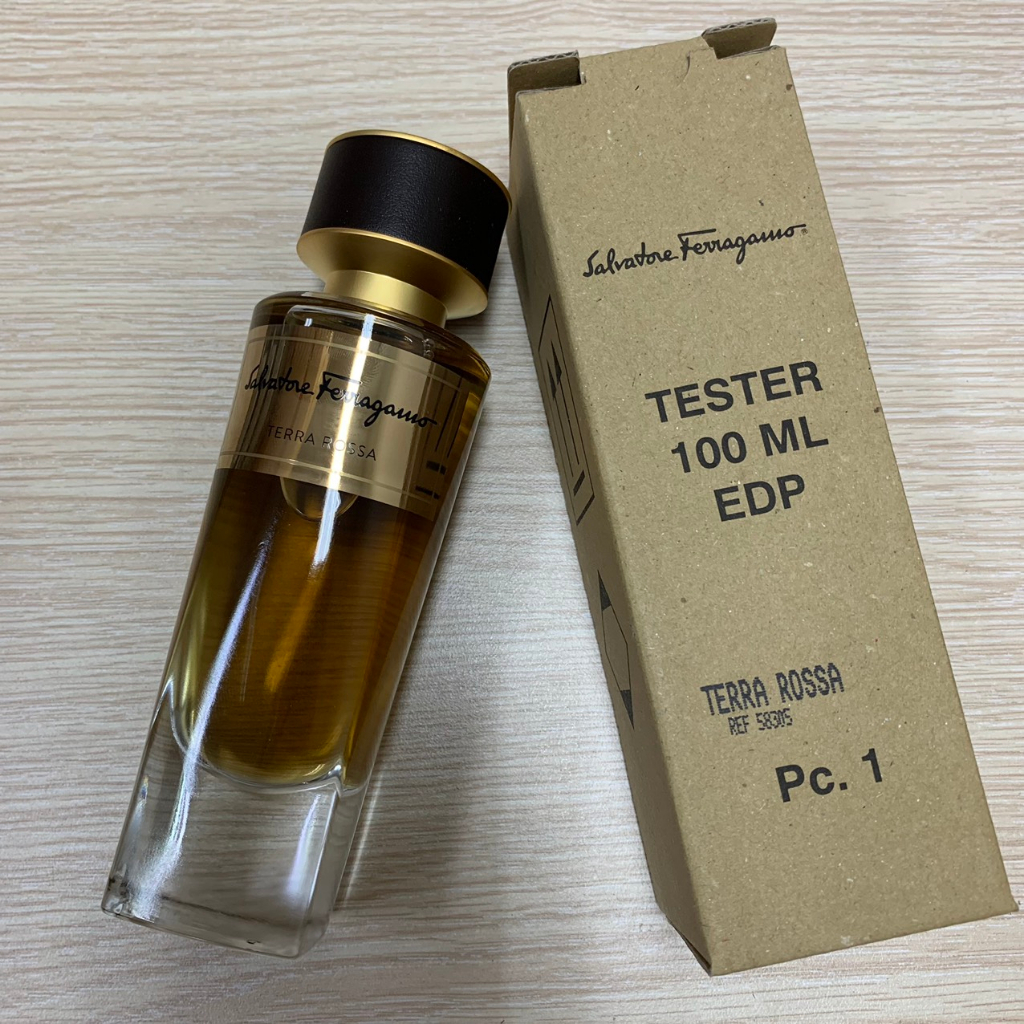 Salvatore Ferragamo
TERRA ROSSA
Salvatore Ferragamo®
TESTER
100 ML
EDP
TERRA ROSSA
REF 58305
Pc. 1